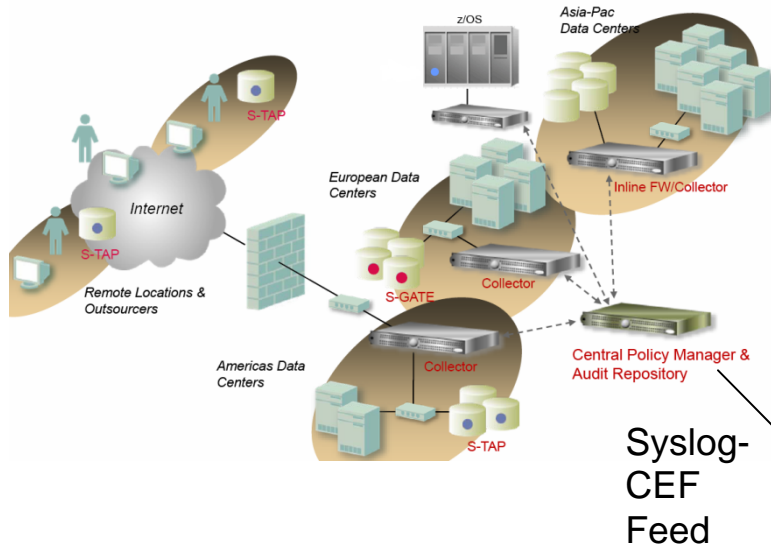 z/OS
Asia-Pac
Data Centers
S-TAP
Internet
European Data
Centers
Inline FW/Collector
S-TAP
Remote Locations &
Outsourcers
S-GATE
Collector
Americas Data
Centers
Collector
Central Policy Manager &
Audit Repository
S-TAP
Syslog-
CEF
Feed